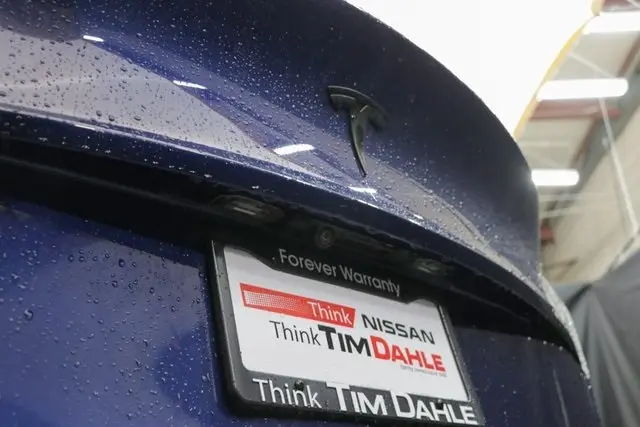 Forever Warranty
Think NISSAN
Think TIMDAHLE
Think TIM DAHLE